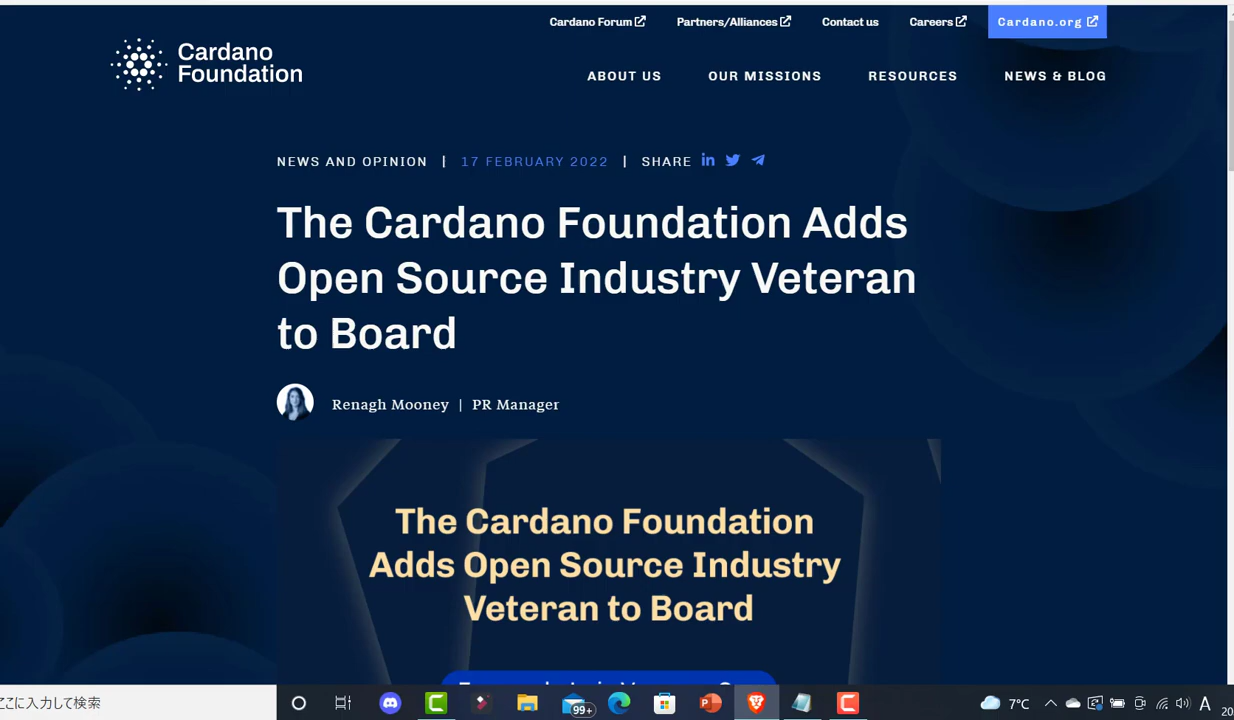 Cardano Forum Partners/Alliances Contact us Careers Cardano.org
Cardano
Foundation
ABOUT US OUR MISSIONS RESOURCES NEWS & BLOG
NEWS AND OPINION | 17 FEBRUARY 2022 | SHARE
The Cardano Foundation Adds
Open Source Industry Veteran
to Board
Renagh Mooney | PR Manager
The Cardano Foundation
Adds Open Source Industry
Veteran to Board
ここに入力して検索
99+
7°C
A
20